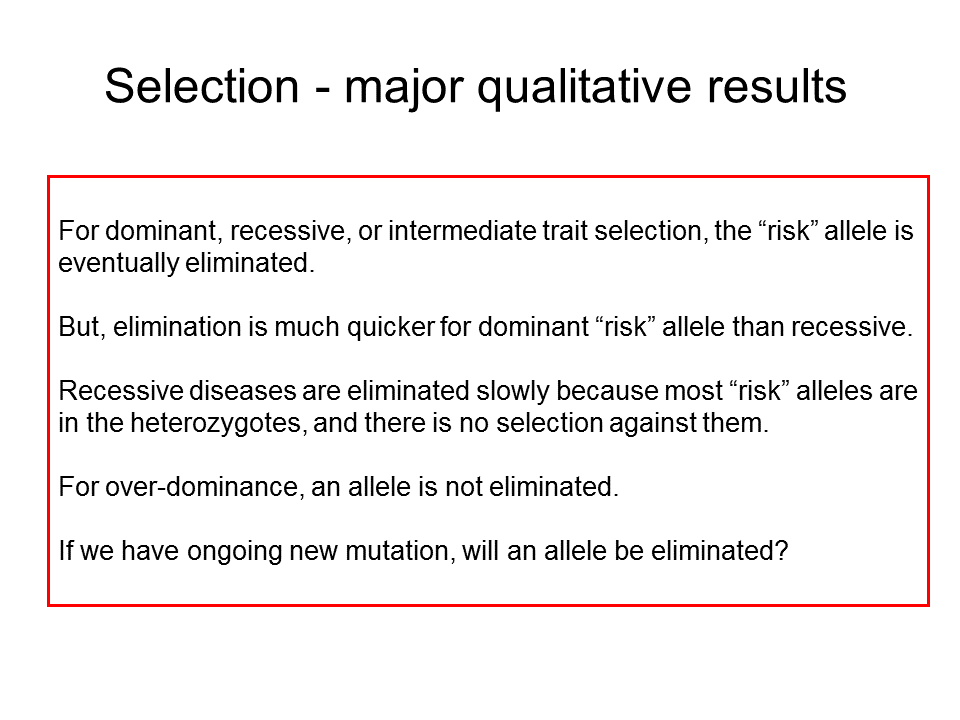 Selection - major qualitative results
For dominant, recessive, or intermediate trait selection, the “risk” allele is
eventually eliminated.
But, elimination is much quicker for dominant “risk” allele than recessive.
Recessive diseases are eliminated slowly because most “risk” alleles are
in the heterozygotes, and there is no selection against them.
For over-dominance, an allele is not eliminated.
If we have ongoing new mutation, will an allele be eliminated?